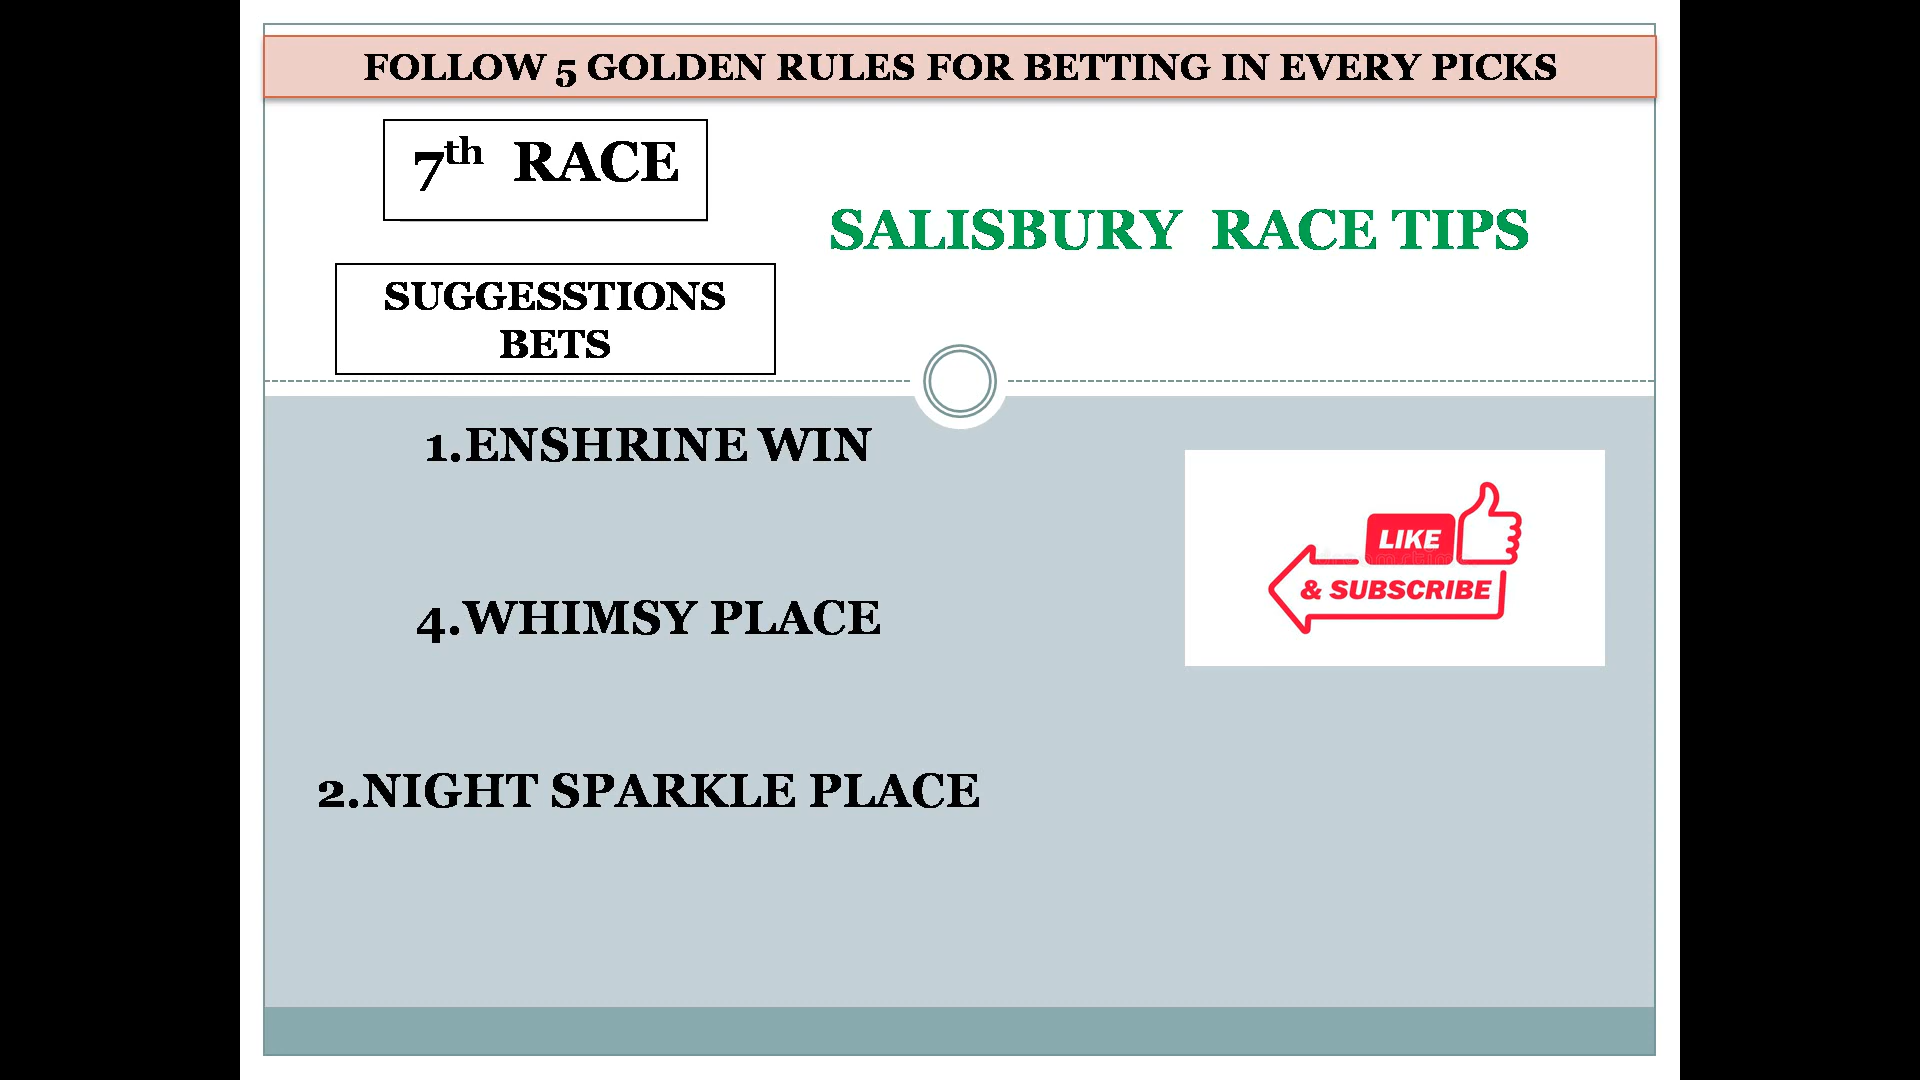 FOLLOW 5 GOLDEN RULES FOR BETTING IN EVERY PICKS
7th RACE
SALISBURY RACE TIPS
SUGGESSTIONS
BETS
1.ENSHRINE WIN
4.WHIMSY PLACE
2.NIGHT SPARKLE PLACE
LIKE
& SUBSCRIBE